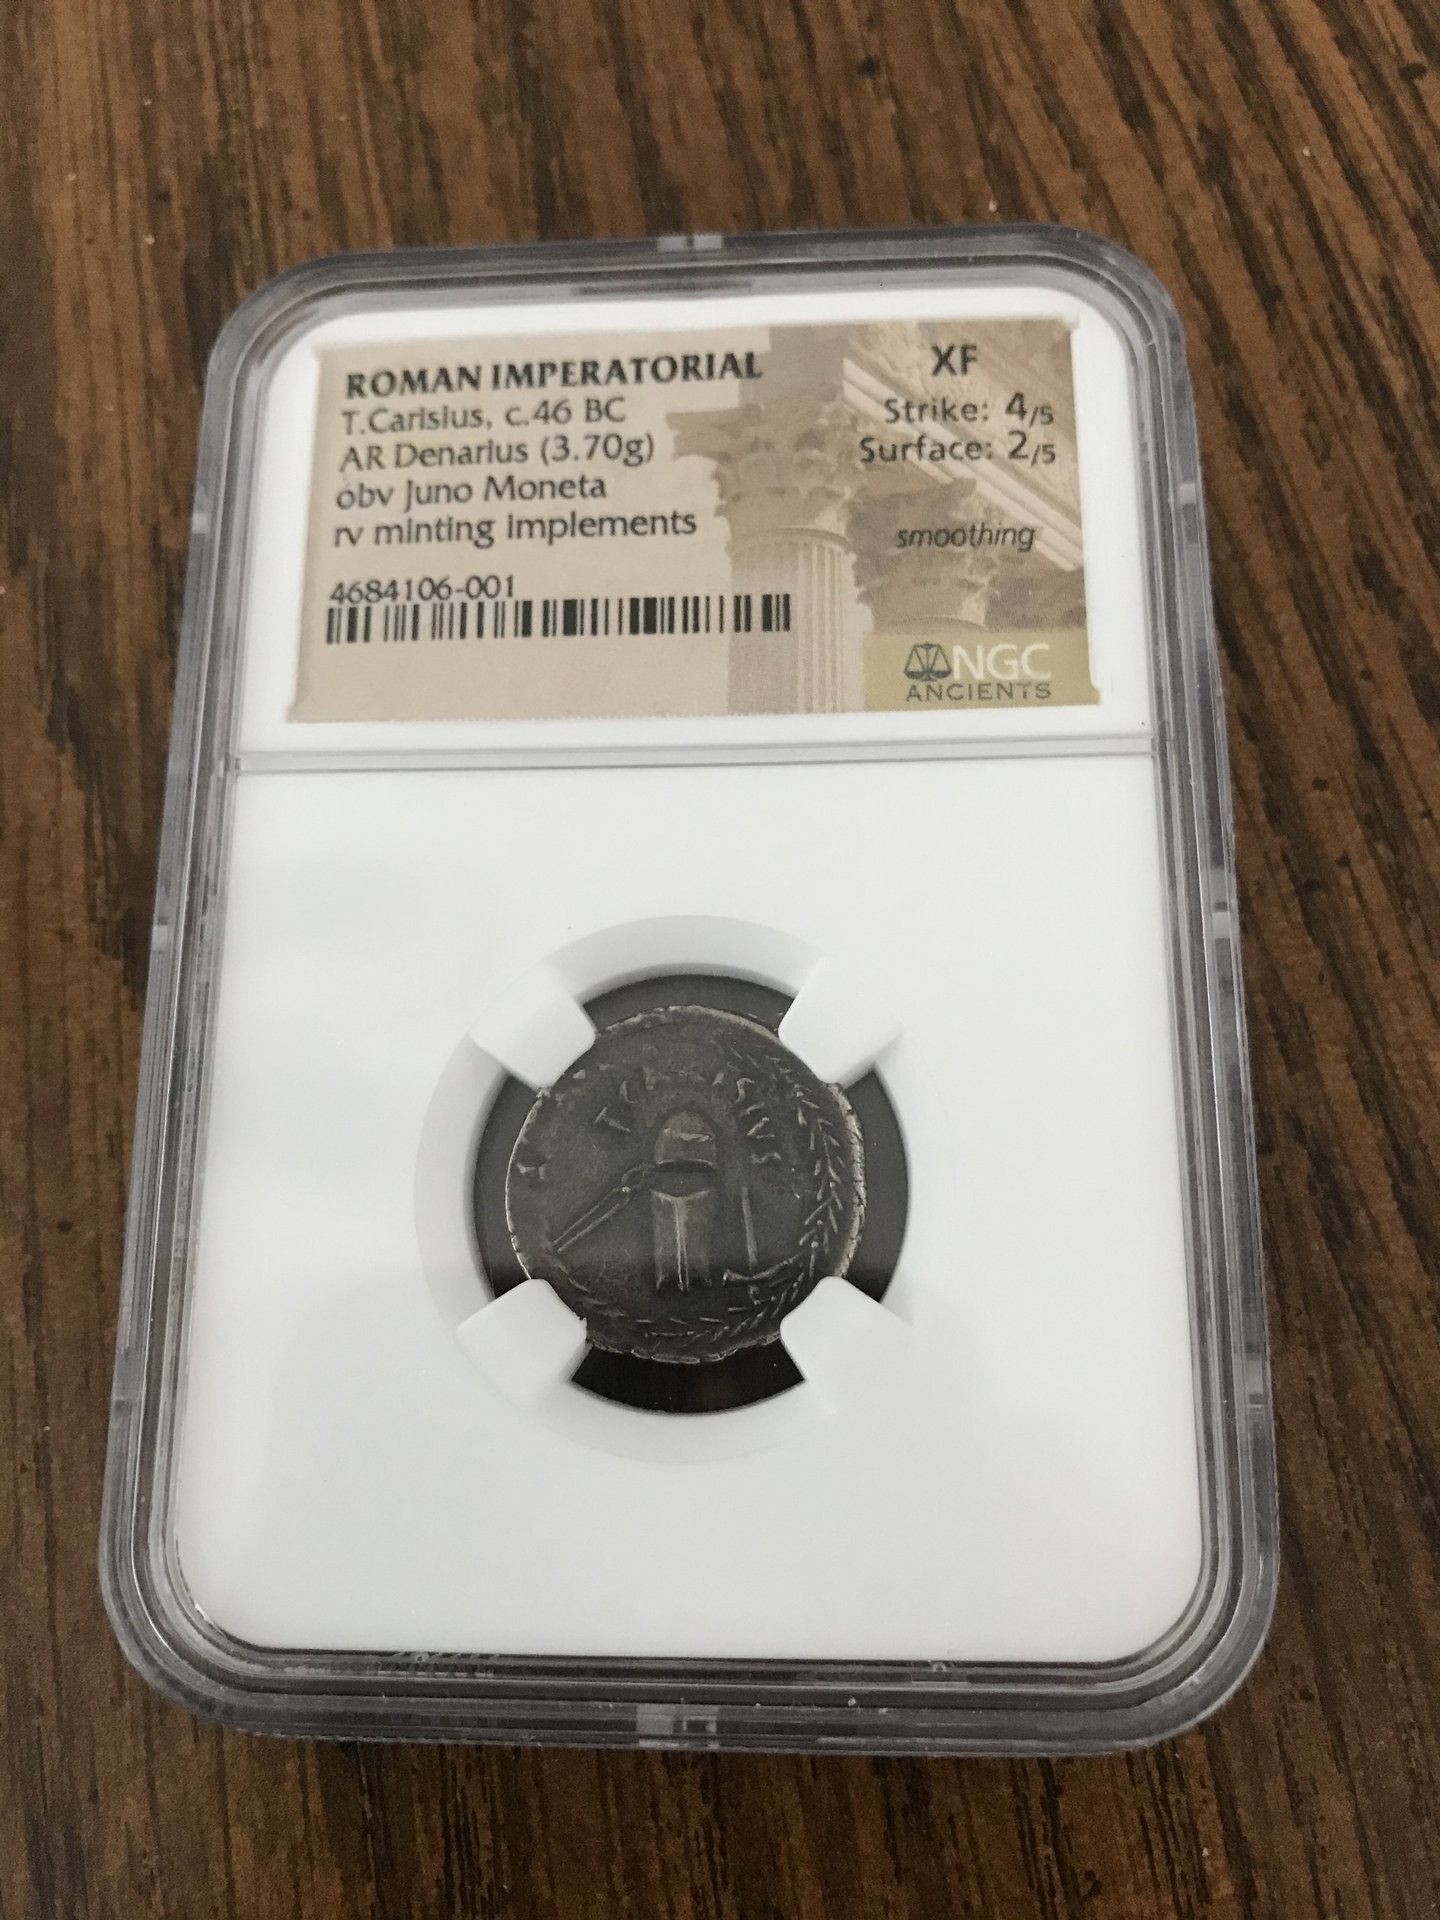 ROMAN IMPERATORIAL
T.Carisius, c.46 BC
AR Denarius (3.70g)
obv Juno Moneta
rv minting implements
4684106-001
XF
Strike: 4/5
Surface: 2/5
smoothing
NGC
ANCIENTS